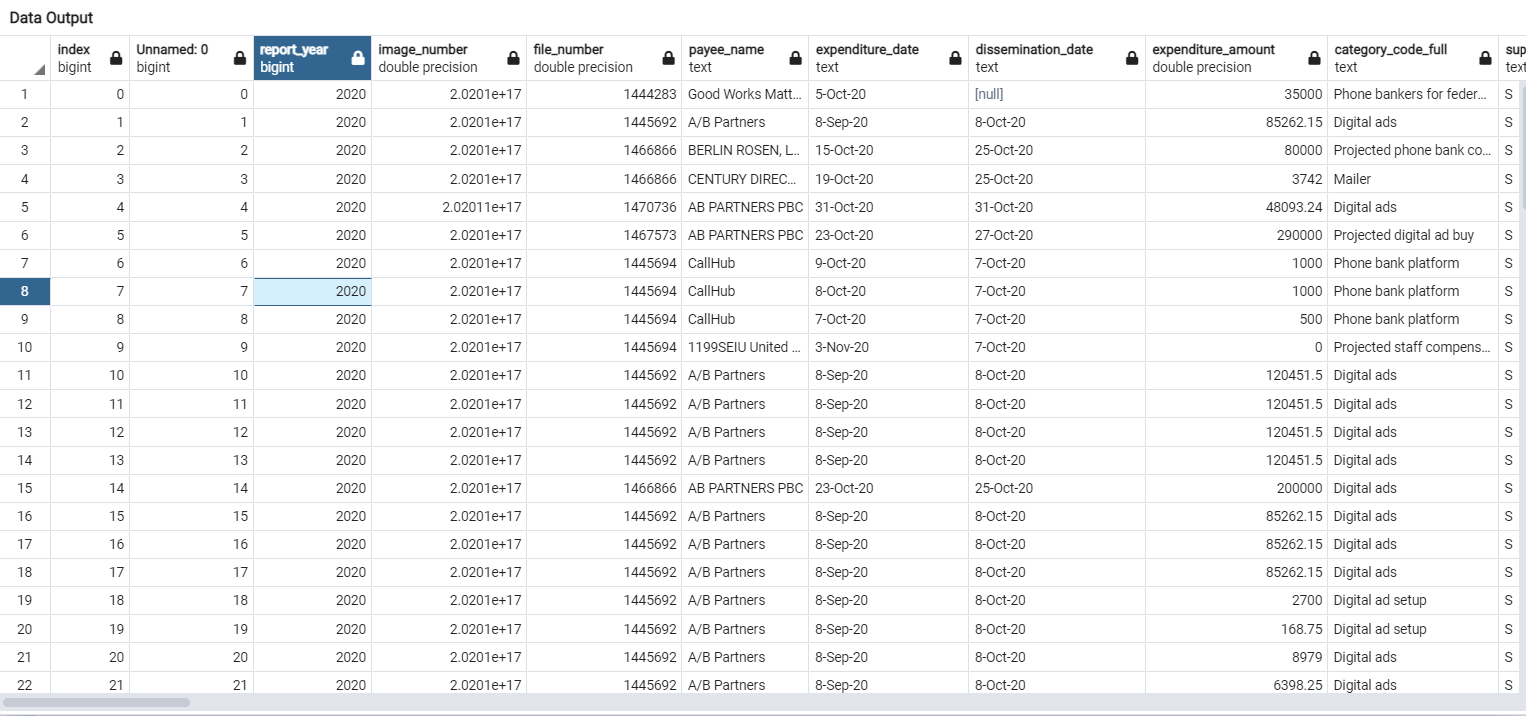 Data Output
index Unnamed: 0 report_year image_number file_number payee_name expenditure_date dissemination_date expenditure_amount category_code_full sup
bigint bigint bigint double precision double precision text text text double precision text text
1 0 0 2020 2.0201e+17 1444283 Good Works Matt... 5-Oct-20 [null] 35000 Phone bankers for feder... S
2 1 1 2020 2.0201e+17 1445692 A/B Partners 8-Sep-20 8-Oct-20 85262.15 Digital ads S
3 2 2 2020 2.0201e+17 1466866 BERLIN ROSEN, L... 15-Oct-20 25-Oct-20 80000 Projected phone bank co... S
4 3 3 2020 2.0201e+17 1466866 CENTURY DIREC... 19-Oct-20 25-Oct-20 3742 Mailer S
5 4 4 2020 2.02011e+17 1470736 AB PARTNERS PBC 31-Oct-20 31-Oct-20 48093.24 Digital ads S
6 5 5 2020 2.0201e+17 1467573 AB PARTNERS PBC 23-Oct-20 27-Oct-20 290000 Projected digital ad buy S
7 6 6 2020 2.0201e+17 1445694 CallHub 9-Oct-20 7-Oct-20 1000 Phone bank platform S
8 7 7 2020 2.0201e+17 1445694 CallHub 8-Oct-20 7-Oct-20 1000 Phone bank platform S
9 8 8 2020 2.0201e+17 1445694 CallHub 7-Oct-20 7-Oct-20 500 Phone bank platform S
10 9 9 2020 2.0201e+17 1445694 1199SEIU United ... 3-Nov-20 7-Oct-20 0 Projected staff compens... S
11 10 10 2020 2.0201e+17 1445692 A/B Partners 8-Sep-20 8-Oct-20 120451.5 Digital ads S
12 11 11 2020 2.0201e+17 1445692 A/B Partners 8-Sep-20 8-Oct-20 120451.5 Digital ads S
13 12 12 2020 2.0201e+17 1445692 A/B Partners 8-Sep-20 8-Oct-20 120451.5 Digital ads S
14 13 13 2020 2.0201e+17 1445692 A/B Partners 8-Sep-20 8-Oct-20 120451.5 Digital ads S
15 14 14 2020 2.0201e+17 1466866 AB PARTNERS PBC 23-Oct-20 25-Oct-20 200000 Digital ads S
16 15 15 2020 2.0201e+17 1445692 A/B Partners 8-Sep-20 8-Oct-20 85262.15 Digital ads S
17 16 16 2020 2.0201e+17 1445692 A/B Partners 8-Sep-20 8-Oct-20 85262.15 Digital ads S
18 17 17 2020 2.0201e+17 1445692 A/B Partners 8-Sep-20 8-Oct-20 85262.15 Digital ads S
19 18 18 2020 2.0201e+17 1445692 A/B Partners 8-Sep-20 8-Oct-20 2700 Digital ad setup S
20 19 19 2020 2.0201e+17 1445692 A/B Partners 8-Sep-20 8-Oct-20 168.75 Digital ad setup S
21 20 20 2020 2.0201e+17 1445692 A/B Partners 8-Sep-20 8-Oct-20 8979 Digital ads S
22 21 21 2020 2.0201e+17 1445692 A/B Partners 8-Sep-20 8-Oct-20 6398.25 Digital ads S